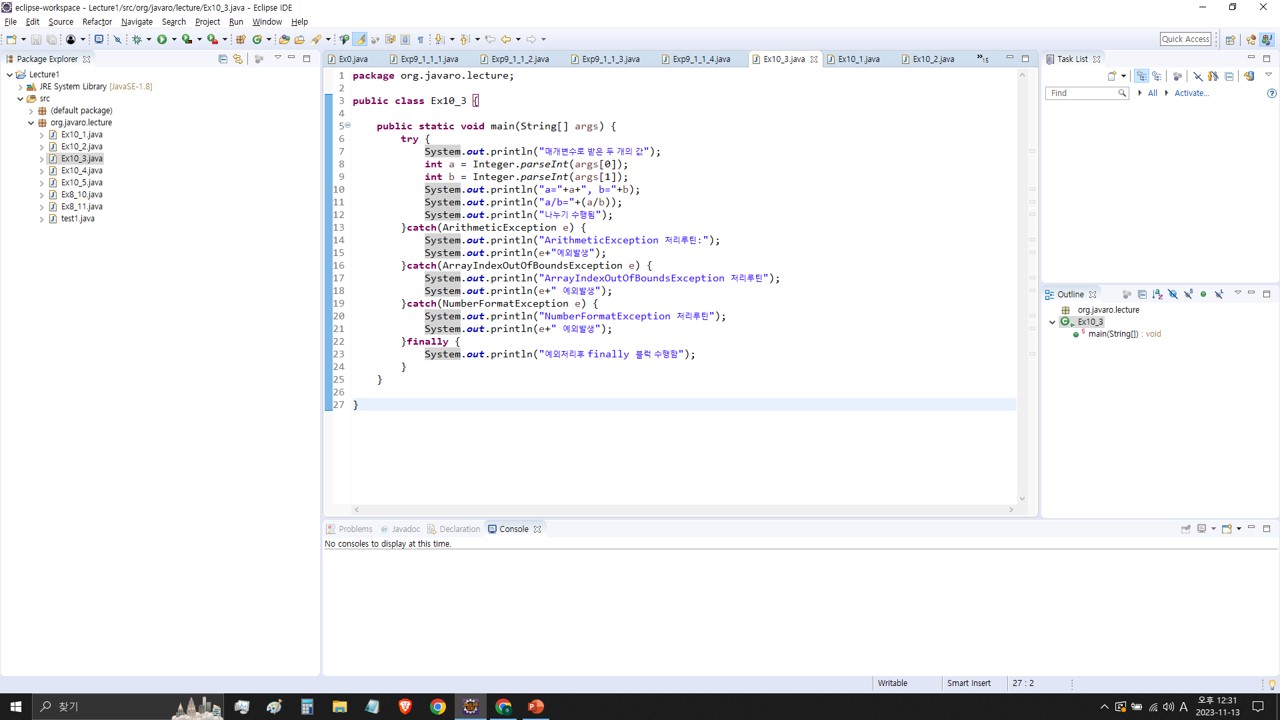 eclipse-workspace - Lecture1/src/org/javaro/lecture/Ex10_3.java - Eclipse IDE
File Edit Source Refactor Navigate Search Project Run Window Help
Quick Access
Package Explorer
Lecture1
JRE System Library [JavaSE-1.8]
src
(default package)
org.javaro.lecture
Ex10_1.java
Ex10_2.java
Ex10_3.java
Ex10_4.java
Ex10_5.java
Ex8_10.java
Ex8_11.java
test1.java
Ex0.java Exp9_1_1_1.java Exp9_1_1_2.java Exp9_1_1_3.java Exp9_1_1_4.java Ex10_3.java Ex10_1.java Ex10_2.java »15
1 package org.javaro.lecture;
2
3 public class Ex10_3 {
4
5 public static void main(String[] args) {
6 try {
7 System.out.println("매개변수로 받은 두 개의 값");
8 int a = Integer.parseInt(args[0]);
9 int b = Integer.parseInt(args[1]);
10 System.out.println("a="+a+", b="+b);
11 System.out.println("a/b="+(a/b));
12 System.out.println("나누기 수행됨");
13 }catch(ArithmeticException e) {
14 System.out.println("ArithmeticException 처리루틴:");
15 System.out.println(e+"예외발생");
16 }catch(ArrayIndexOutOfBoundsException e) {
17 System.out.println("ArrayIndexOutOfBoundsException 처리루틴");
18 System.out.println(e+" 예외발생");
19 }catch(NumberFormatException e) {
20 System.out.println("NumberFormatException 처리루틴");
21 System.out.println(e+" 예외발생");
22 }finally {
23 System.out.println("예외처리후 finally 블럭 수행함");
24 }
25 }
26
27 }
Task List
Find All Activate...
Outline
org.javaro.lecture
Ex10_3
main(String[]) : void
Problems Javadoc Declaration Console
No consoles to display at this time.
Writable Smart Insert 27 : 2
찾기
A 오후 12:31
2023-11-13